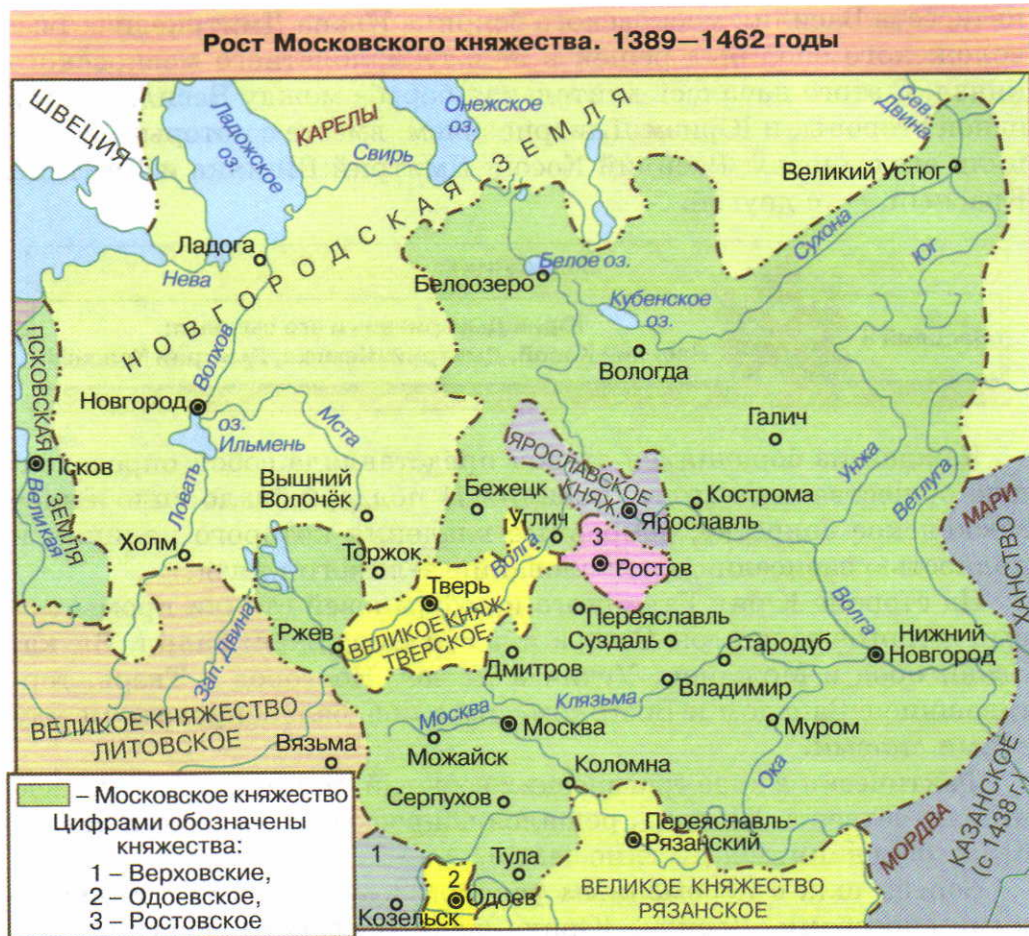 Рост Московского княжества. 1389—1462 годы
ШВЕЦИЯ
Ладожское
оз.
КАРЕЛЫ
Онежское
оз.
Свирь
Сев.
Двина
Великий Устюг
НОВГОРОДСКАЯ ЗЕМЛЯ
Ладога
Нева
Белое оз.
Белоозеро
Сухона
Юг
Кубенское
оз.
Волхов
Вологда
ПСКОВСКАЯ
ЗЕМЛЯ
Новгород
оз.
Ильмень
Мста
Галич
Псков
Великая
Ловать
Вышний
Волочёк
ЯРОСЛАВСКОЕ
КНЯЖ.
Бежецк
Кострома
Унжа
Ветлуга
МАРИ
Углич
Ярославль
Холм
Торжок
Волга
3
Ростов
Тверь
ВЕЛИКОЕ КНЯЖ.
ТВЕРСКОЕ
Переяславль
Волга
Ржев
Суздаль
Стародуб
Нижний
Новгород
Зап. Двина
Дмитров
Владимир
ХАНСТВО
Клязьма
ВЕЛИКОЕ КНЯЖЕСТВО
ЛИТОВСКОЕ
Москва
Москва
Муром
Вязьма
Можайск
Коломна
Ока
Серпухов
КАЗАНСКОЕ
(с 1438 г.)
МОРДВА
Переяславль-
Рязанский
1
Тула
2
Одоев
Козельск
ВЕЛИКОЕ КНЯЖЕСТВО
РЯЗАНСКОЕ
– Московское княжество
Цифрами обозначены
княжества:
1 – Верховские,
2 – Одоевское,
3 – Ростовское